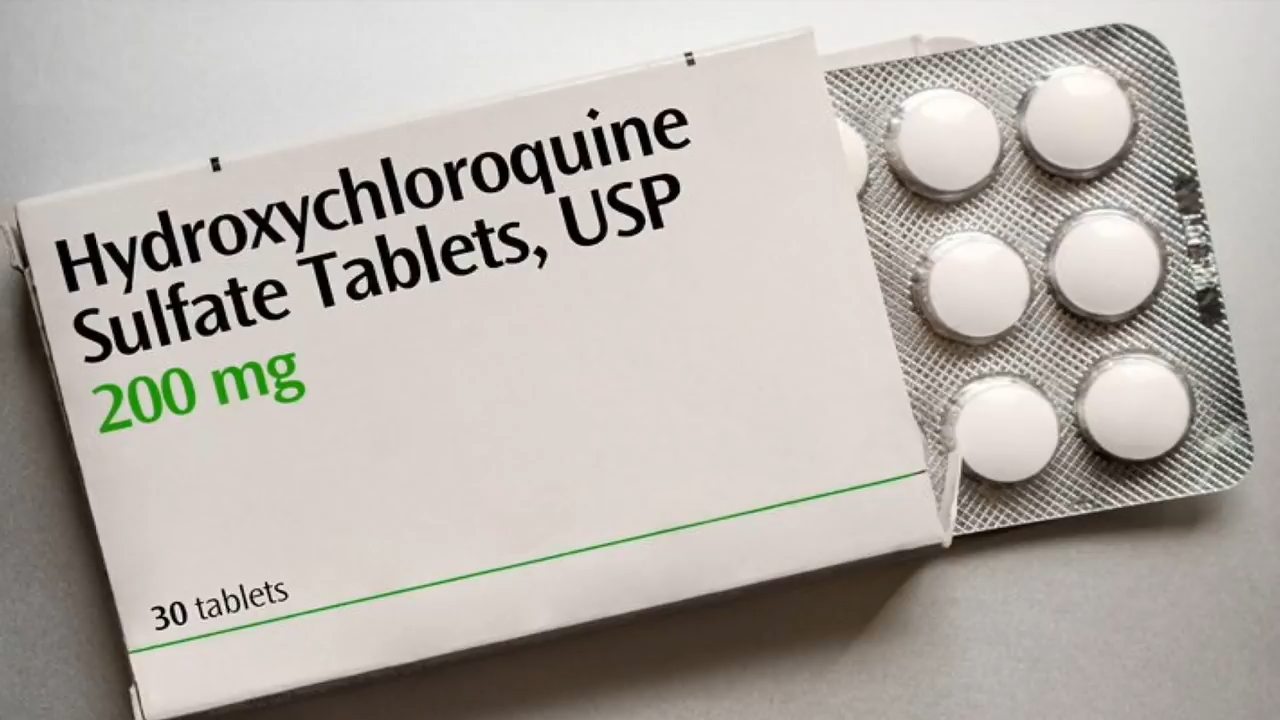 Hydroxychloroquine
Sulfate Tablets, USP
200 mg
30 tablets